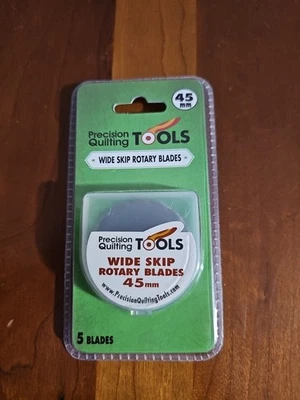 45
mm
Precision
Quilting TOOLS
WIDE SKIP ROTARY BLADES
Precision
Quilting TOOLS
WIDE SKIP
ROTARY BLADES
45mm
www.PrecisionQuiltingTools.com
5 BLADES